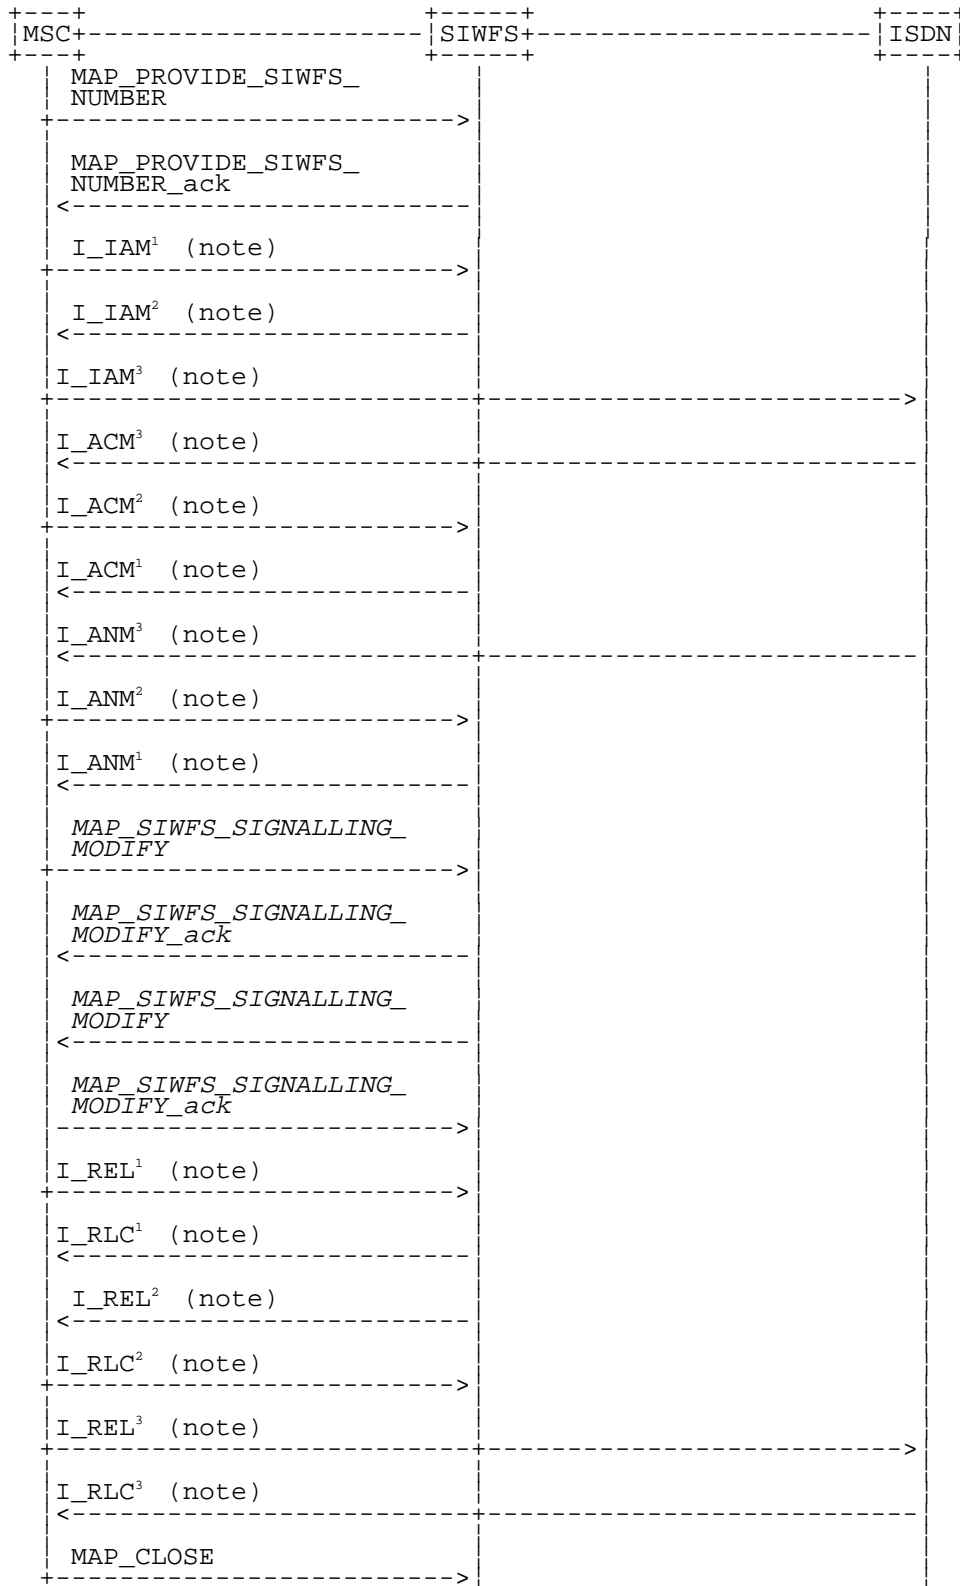 MSC SIWFS ISDN
MAP_PROVIDE_SIWFS_
NUMBER
MAP_PROVIDE_SIWFS_
NUMBER_ack
I_IAM¹ (note)
I_IAM² (note)
I_IAM³ (note)
I_ACM³ (note)
I_ACM² (note)
I_ACM¹ (note)
I_ANM³ (note)
I_ANM² (note)
I_ANM¹ (note)
MAP_SIWFS_SIGNALLING_
MODIFY
MAP_SIWFS_SIGNALLING_
MODIFY_ack
MAP_SIWFS_SIGNALLING_
MODIFY
MAP_SIWFS_SIGNALLING_
MODIFY_ack
I_REL¹ (note)
I_RLC¹ (note)
I_REL² (note)
I_RLC² (note)
I_REL³ (note)
I_RLC³ (note)
MAP_CLOSE